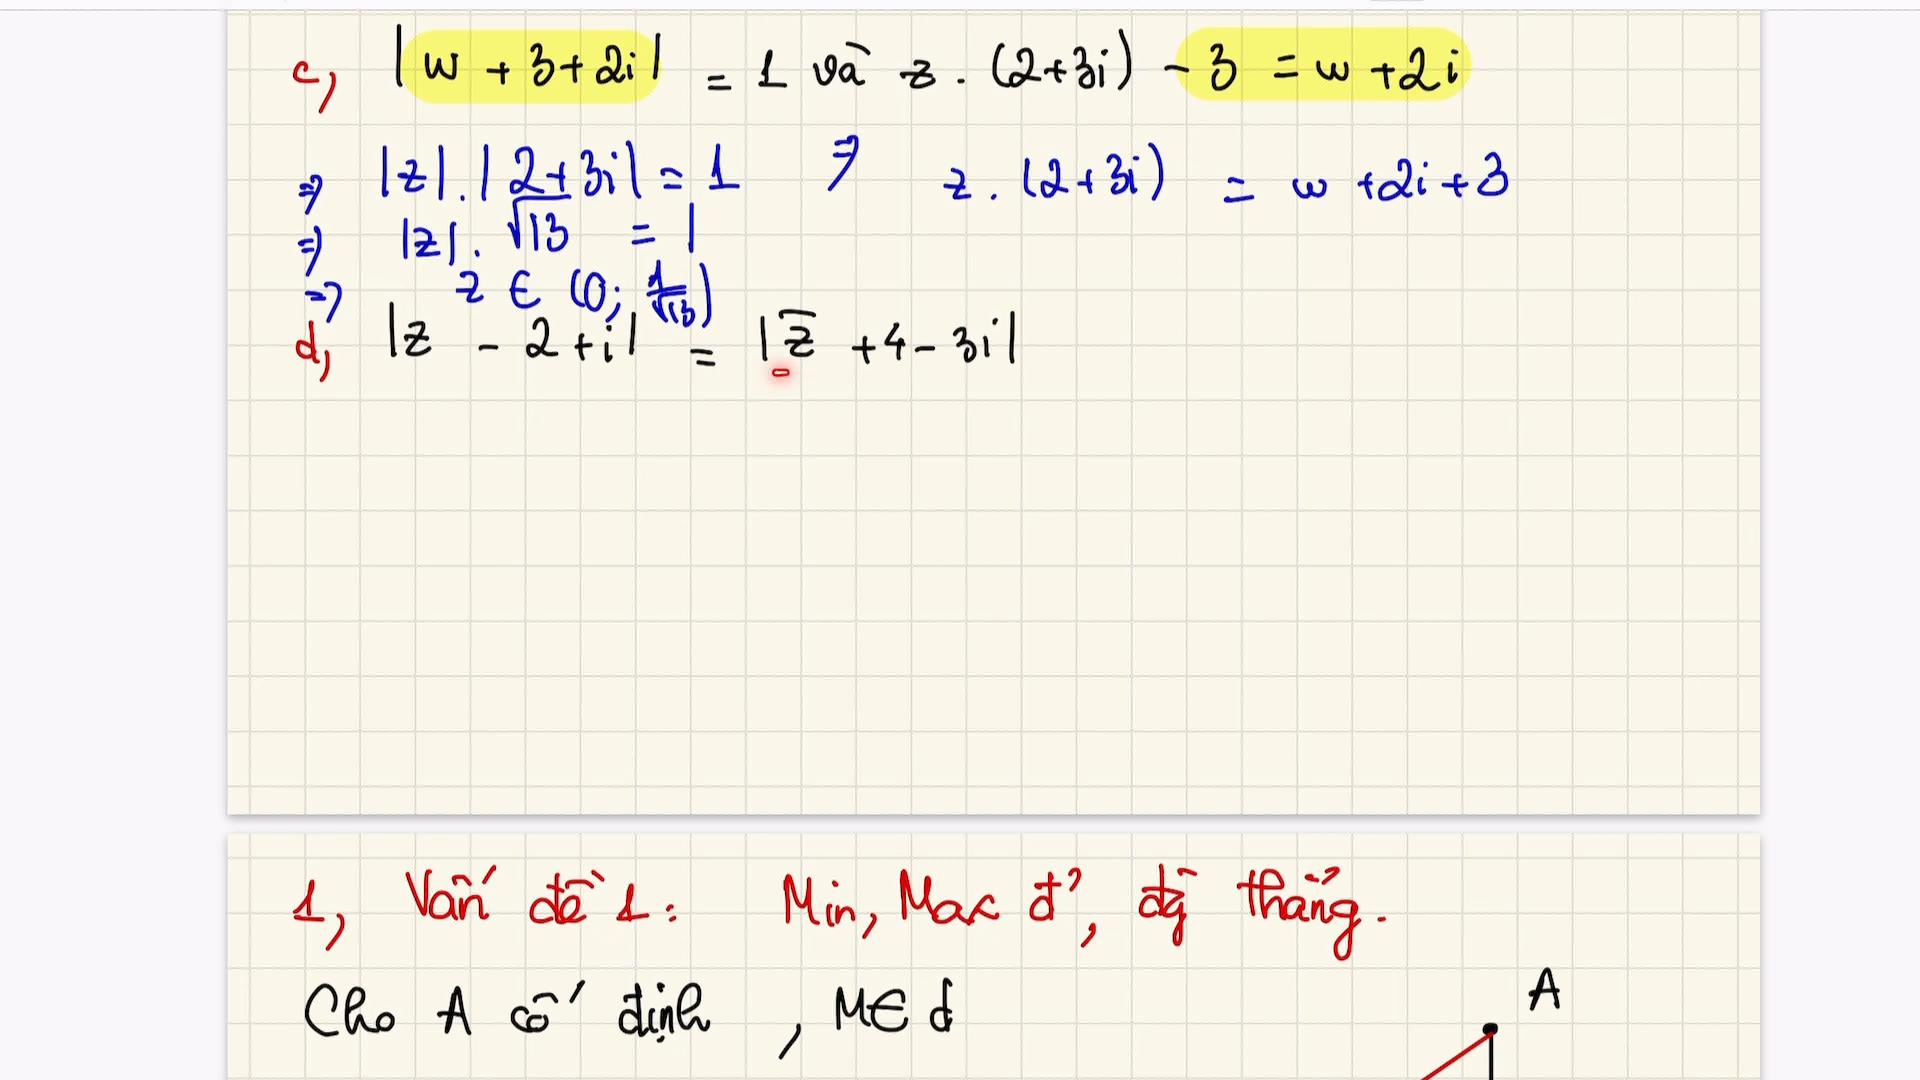 c, |w + 3 + 2i| = 1 và z . (2+3i) - 3 = w + 2i
⇒ |z| . |2 + 3i| = 1 ⇒ z . (2+3i) = w + 2i + 3
⇒ |z| . √13 = 1
⇒ z ∈ (0; 1/√13)
d, |z - 2 + i| = |z̅ + 4 - 3i|
1, Vấn đề 1: Min, Max đ', đg thẳng.
Cho A cố định , M∈ d
A